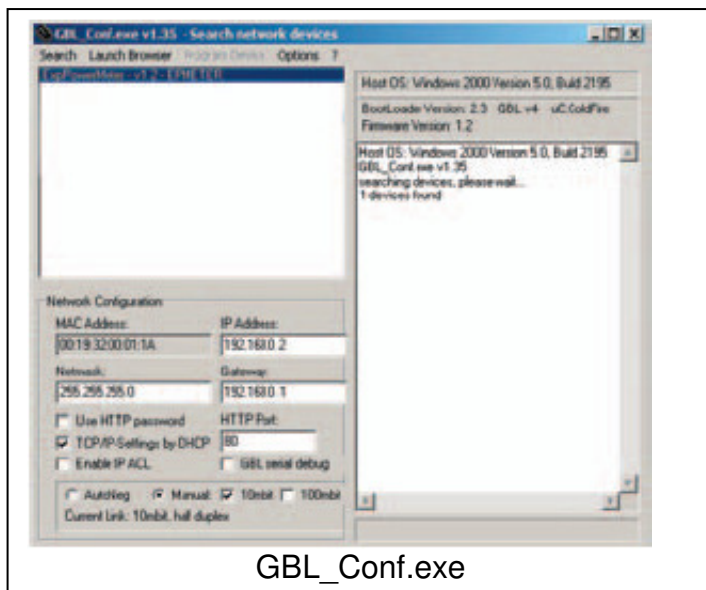 GBL_Conf.exe v1.35 - Search network devices
Search Launch Browser Program Device Options ?
ExpPowerMeter - v1.2 - EPMETER
Host OS: Windows 2000 Version 5.0, Build 2195
BootLoader Version: 2.3 GBL v4 uC:ColdFire
Firmware Version: 1.2
Host OS: Windows 2000 Version 5.0, Build 2195
GBL_Conf.exe v1.35
searching devices, please wait...
1 devices found
Network Configuration
MAC Address:
IP Address:
00:19:32:00:01:1A
192.168.0.2
Netmask:
Gateway:
255.255.255.0
192.168.0.1
Use HTTP password
HTTP Port:
TCP/IP-Settings by DHCP
80
Enable IP ACL
GBL serial debug
AutoNeg Manual: 10mbit 100mbit
Current Link: 10mbit, half duplex
GBL_Conf.exe